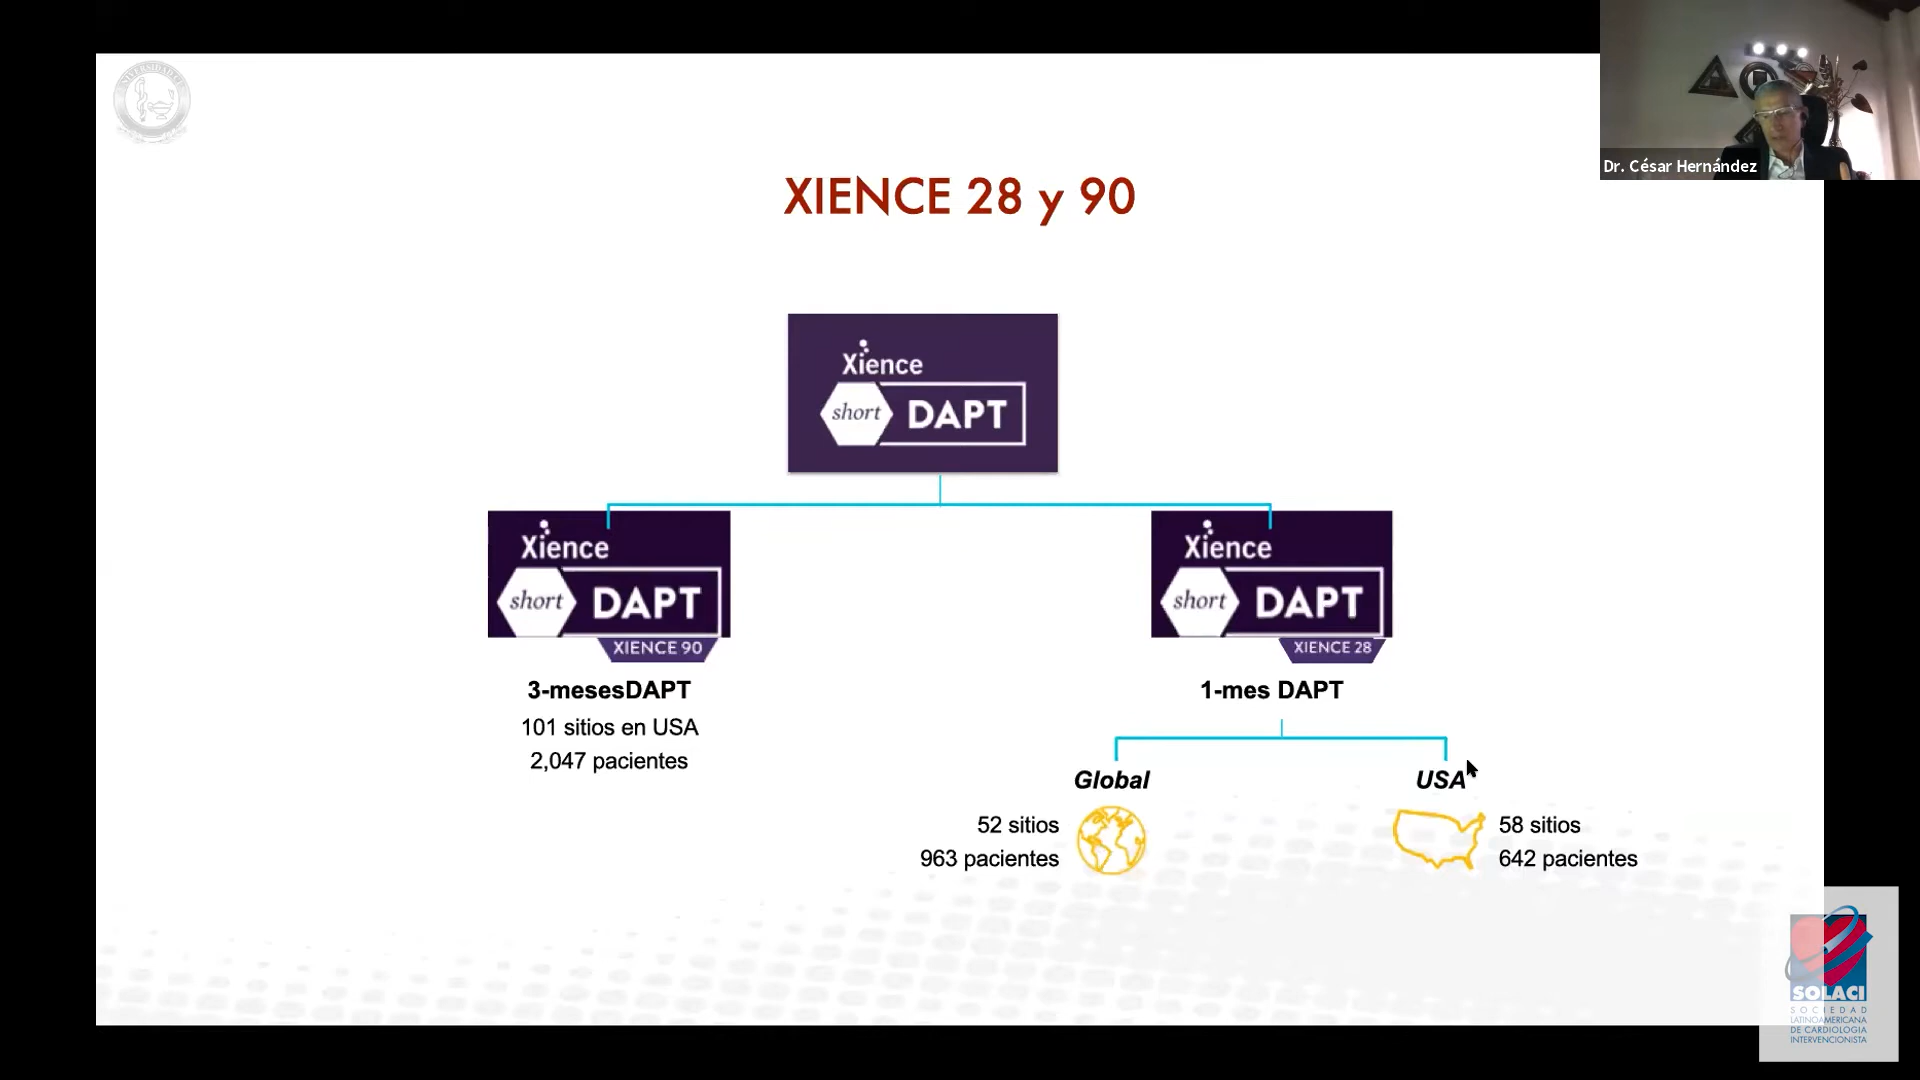 Dr. César Hernández
XIENCE 28 y 90
Xience
short DAPT
Xience
short DAPT
XIENCE 90
3-mesesDAPT
101 sitios en USA
2,047 pacientes
Xience
short DAPT
XIENCE 28
1-mes DAPT
Global
52 sitios
963 pacientes
USA
58 sitios
642 pacientes
SOLACI
SOCIEDAD
LATINOAMERICANA
DE CARDIOLOGIA
INTERVENCIONISTA